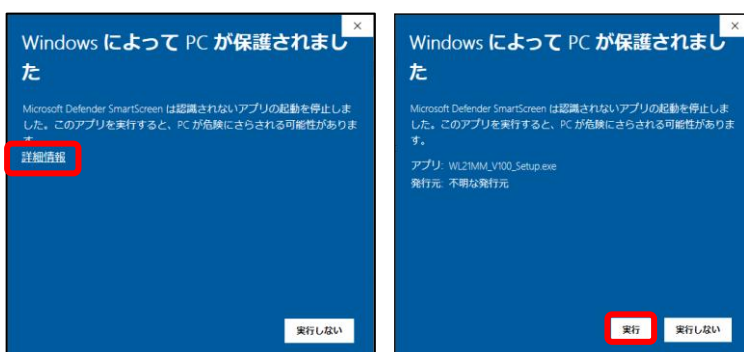 Windows によって PC が保護されまし
た
Microsoft Defender SmartScreen は認識されないアプリの起動を停止しま
した。このアプリを実行すると、PC が危険にさらされる可能性がありま
す。
詳細情報
実行しない
Windows によって PC が保護されまし
た
Microsoft Defender SmartScreen は認識されないアプリの起動を停止しま
した。このアプリを実行すると、PC が危険にさらされる可能性がありま
す。
アプリ: WL21MM_V100_Setup.exe
発行元: 不明な発行元
実行 実行しない